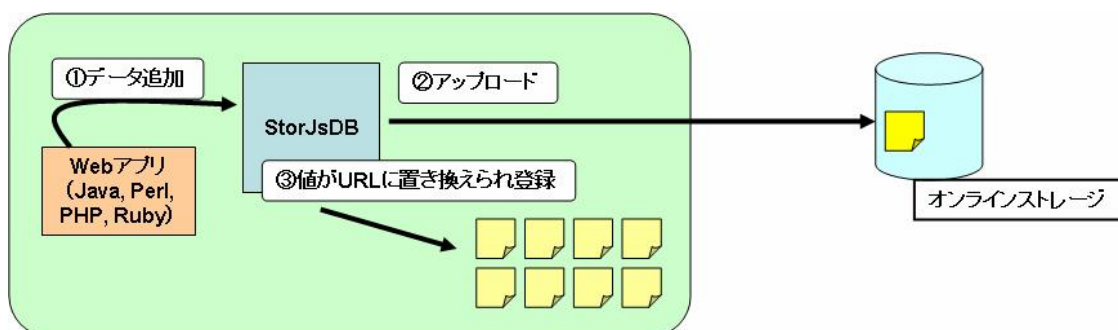 ①データ追加
②アップロード
StorJsDB
Webアプリ
（Java, Perl,
PHP, Ruby）
③値がURLに置き換えられ登録
オンラインストレージ